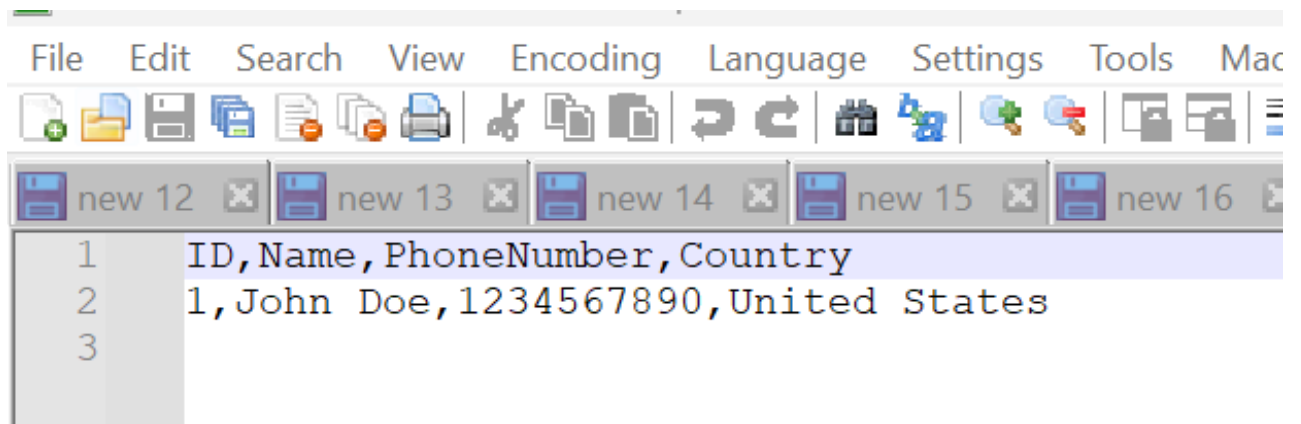 File Edit Search View Encoding Language Settings Tools
new 12 new 13 new 14 new 15 new 16
1 ID,Name,PhoneNumber,Country
2 1,John Doe,1234567890,United States
3